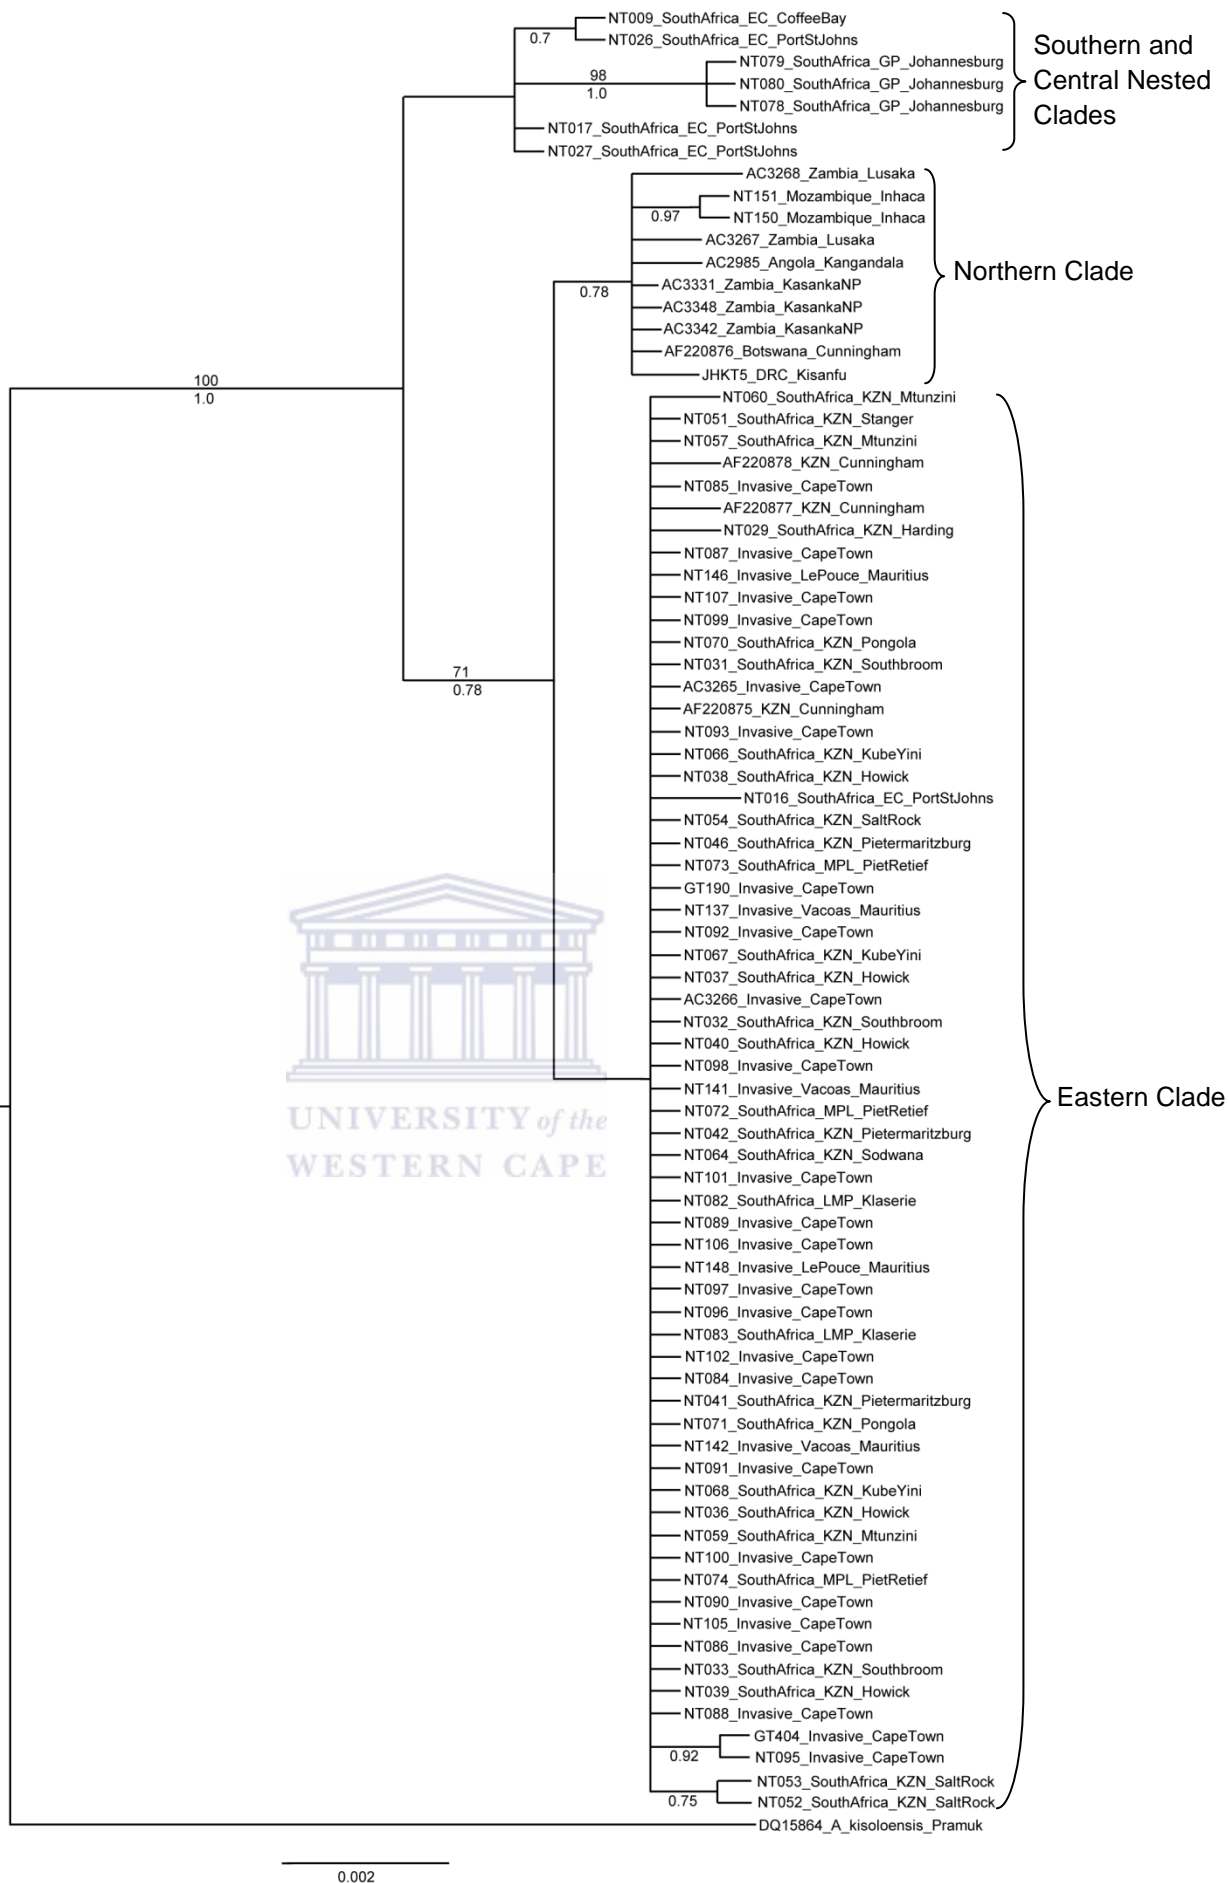 NT009_SouthAfrica_EC_CoffeeBay
0.7
NT026_SouthAfrica_EC_PortStJohns
NT079_SouthAfrica_GP_Johannesburg
98
NT080_SouthAfrica_GP_Johannesburg
1.0
NT078_SouthAfrica_GP_Johannesburg
NT017_SouthAfrica_EC_PortStJohns
NT027_SouthAfrica_EC_PortStJohns
Southern and
Central Nested
Clades
AC3268_Zambia_Lusaka
NT151_Mozambique_Inhaca
0.97
NT150_Mozambique_Inhaca
AC3267_Zambia_Lusaka
AC2985_Angola_Kangandala
AC3331_Zambia_KasankaNP
0.78
AC3348_Zambia_KasankaNP
AC3342_Zambia_KasankaNP
AF220876_Botswana_Cunningham
JHKT5_DRC_Kisanfu
Northern Clade
100
1.0
NT060_SouthAfrica_KZN_Mtunzini
NT051_SouthAfrica_KZN_Stanger
NT057_SouthAfrica_KZN_Mtunzini
AF220878_KZN_Cunningham
NT085_Invasive_CapeTown
AF220877_KZN_Cunningham
NT029_SouthAfrica_KZN_Harding
NT087_Invasive_CapeTown
NT146_Invasive_LePouce_Mauritius
NT107_Invasive_CapeTown
NT099_Invasive_CapeTown
NT070_SouthAfrica_KZN_Pongola
NT031_SouthAfrica_KZN_Southbroom
71
0.78
AC3265_Invasive_CapeTown
AF220875_KZN_Cunningham
NT093_Invasive_CapeTown
NT066_SouthAfrica_KZN_KubeYini
NT038_SouthAfrica_KZN_Howick
NT016_SouthAfrica_EC_PortStJohns
NT054_SouthAfrica_KZN_SaltRock
NT046_SouthAfrica_KZN_Pietermaritzburg
NT073_SouthAfrica_MPL_PietRetief
GT190_Invasive_CapeTown
NT137_Invasive_Vacoas_Mauritius
NT092_Invasive_CapeTown
NT067_SouthAfrica_KZN_KubeYini
NT037_SouthAfrica_KZN_Howick
AC3266_Invasive_CapeTown
NT032_SouthAfrica_KZN_Southbroom
NT040_SouthAfrica_KZN_Howick
NT098_Invasive_CapeTown
NT141_Invasive_Vacoas_Mauritius
Eastern Clade
NT072_SouthAfrica_MPL_PietRetief
UNIVERSITY of the
WESTERN CAPE
NT042_SouthAfrica_KZN_Pietermaritzburg
NT064_SouthAfrica_KZN_Sodwana
NT101_Invasive_CapeTown
NT082_SouthAfrica_LMP_Klaserie
NT089_Invasive_CapeTown
NT106_Invasive_CapeTown
NT148_Invasive_LePouce_Mauritius
NT097_Invasive_CapeTown
NT096_Invasive_CapeTown
NT083_SouthAfrica_LMP_Klaserie
NT102_Invasive_CapeTown
NT084_Invasive_CapeTown
NT041_SouthAfrica_KZN_Pietermaritzburg
NT071_SouthAfrica_KZN_Pongola
NT142_Invasive_Vacoas_Mauritius
NT091_Invasive_CapeTown
NT068_SouthAfrica_KZN_KubeYini
NT036_SouthAfrica_KZN_Howick
NT059_SouthAfrica_KZN_Mtunzini
NT100_Invasive_CapeTown
NT074_SouthAfrica_MPL_PietRetief
NT090_Invasive_CapeTown
NT105_Invasive_CapeTown
NT086_Invasive_CapeTown
NT033_SouthAfrica_KZN_Southbroom
NT039_SouthAfrica_KZN_Howick
NT088_Invasive_CapeTown
GT404_Invasive_CapeTown
0.92
NT095_Invasive_CapeTown
NT053_SouthAfrica_KZN_SaltRock
0.75
NT052_SouthAfrica_KZN_SaltRock
DQ15864_A_kisoloensis_Pramuk
0.002